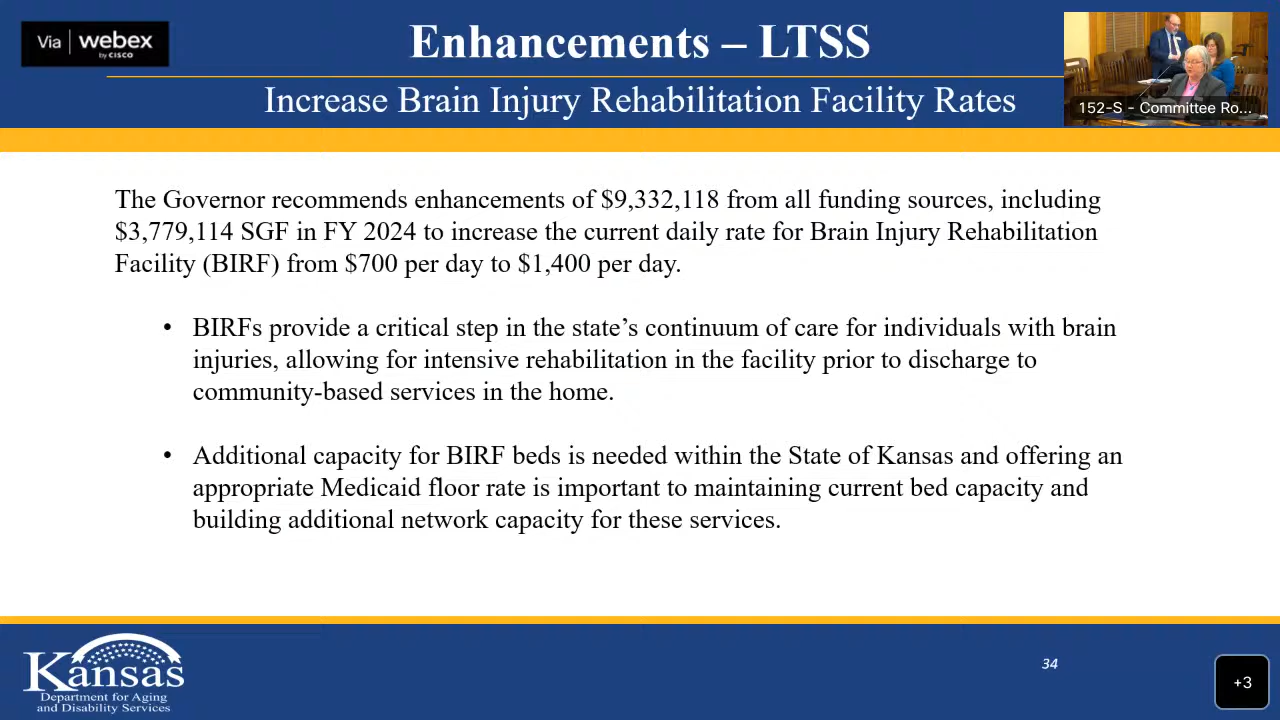 Via webex
by CISCO
Enhancements – LTSS
Increase Brain Injury Rehabilitation Facility Rates
152-S - Committee Ro...
The Governor recommends enhancements of $9,332,118 from all funding sources, including
$3,779,114 SGF in FY 2024 to increase the current daily rate for Brain Injury Rehabilitation
Facility (BIRF) from $700 per day to $1,400 per day.
• BIRFs provide a critical step in the state’s continuum of care for individuals with brain
injuries, allowing for intensive rehabilitation in the facility prior to discharge to
community-based services in the home.
• Additional capacity for BIRF beds is needed within the State of Kansas and offering an
appropriate Medicaid floor rate is important to maintaining current bed capacity and
building additional network capacity for these services.
Kansas
Department for Aging
and Disability Services
34
+3